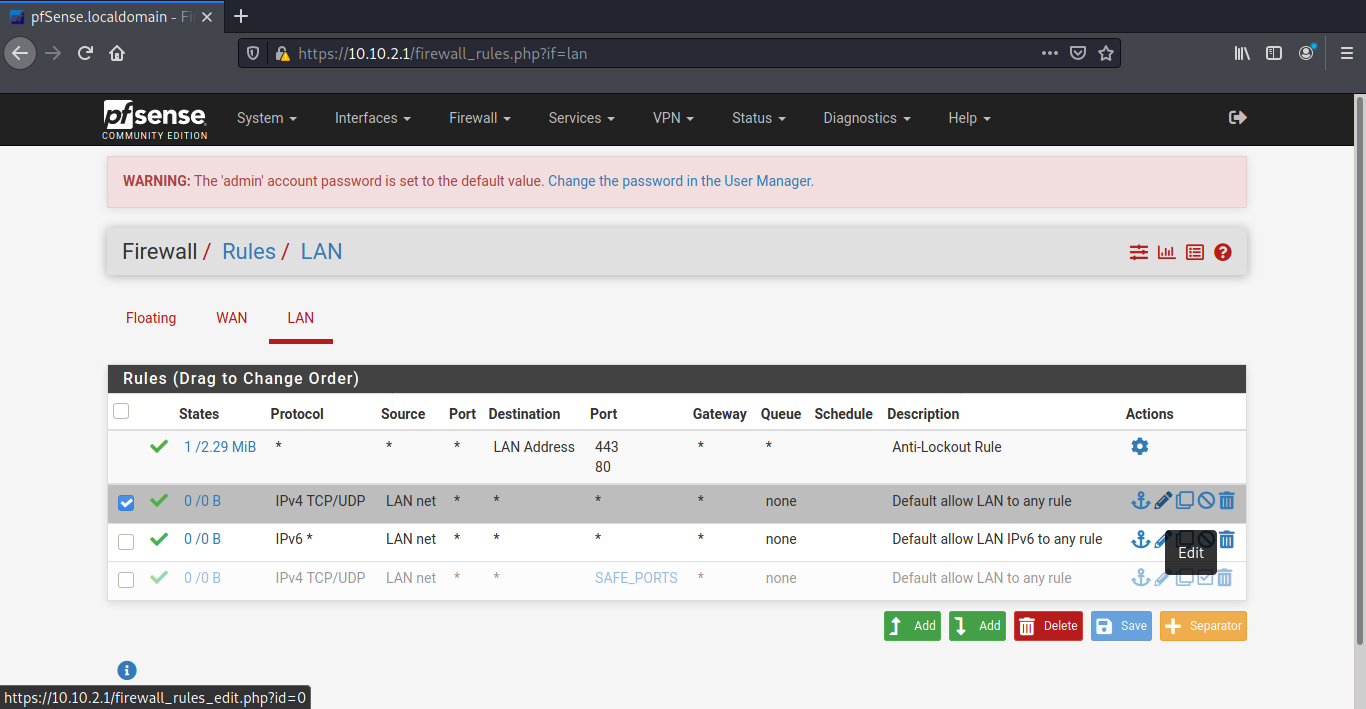 pfSense.localdomain - Fi
https://10.10.2.1/firewall_rules.php?if=lan
pfsense
COMMUNITY EDITION
System Interfaces Firewall Services VPN Status Diagnostics Help
WARNING: The 'admin' account password is set to the default value. Change the password in the User Manager.
Firewall / Rules / LAN
Floating WAN LAN
Rules (Drag to Change Order)
States Protocol Source Port Destination Port Gateway Queue Schedule Description Actions
1 /2.29 MiB * * * LAN Address 443 * * Anti-Lockout Rule
80
0 /0 B IPv4 TCP/UDP LAN net * * * * none Default allow LAN to any rule
0 /0 B IPv6 * LAN net * * * * none Default allow LAN IPv6 to any rule
Edit
0 /0 B IPv4 TCP/UDP LAN net * * SAFE_PORTS * none Default allow LAN to any rule
Add Add Delete Save Separator
https://10.10.2.1/firewall_rules_edit.php?id=0